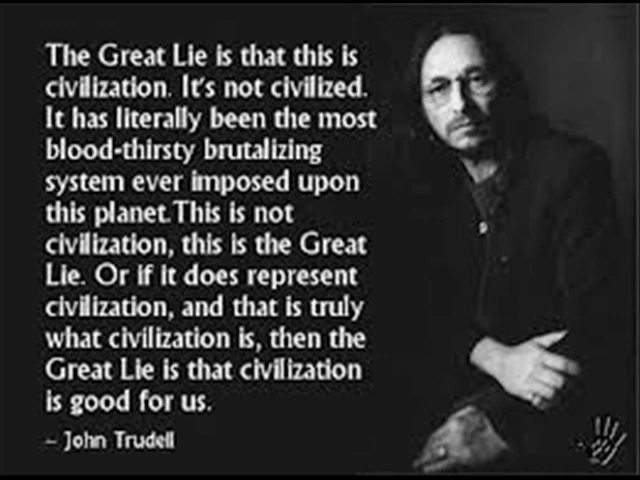 The Great Lie is that this is
civilization. It's not civilized.
It has literally been the most
blood-thirsty brutalizing
system ever imposed upon
this planet.This is not
civilization, this is the Great
Lie. Or if it does represent
civilization, and that is truly
what civilization is, then the
Great Lie is that civilization
is good for us.
~ John Trudell